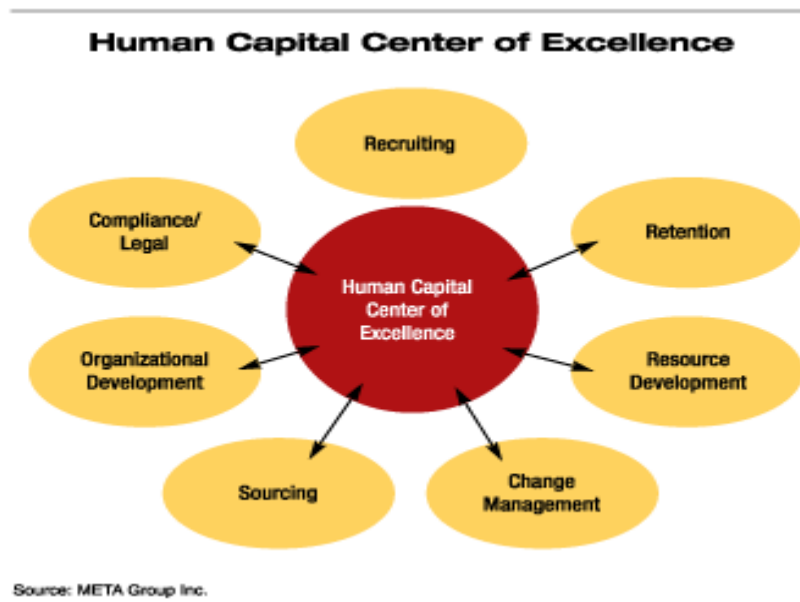 Human Capital Center of Excellence
Recruiting
Compliance/
Legal
Retention
Human Capital
Center of
Excellence
Organizational
Development
Resource
Development
Sourcing
Change
Management
Source: META Group Inc.